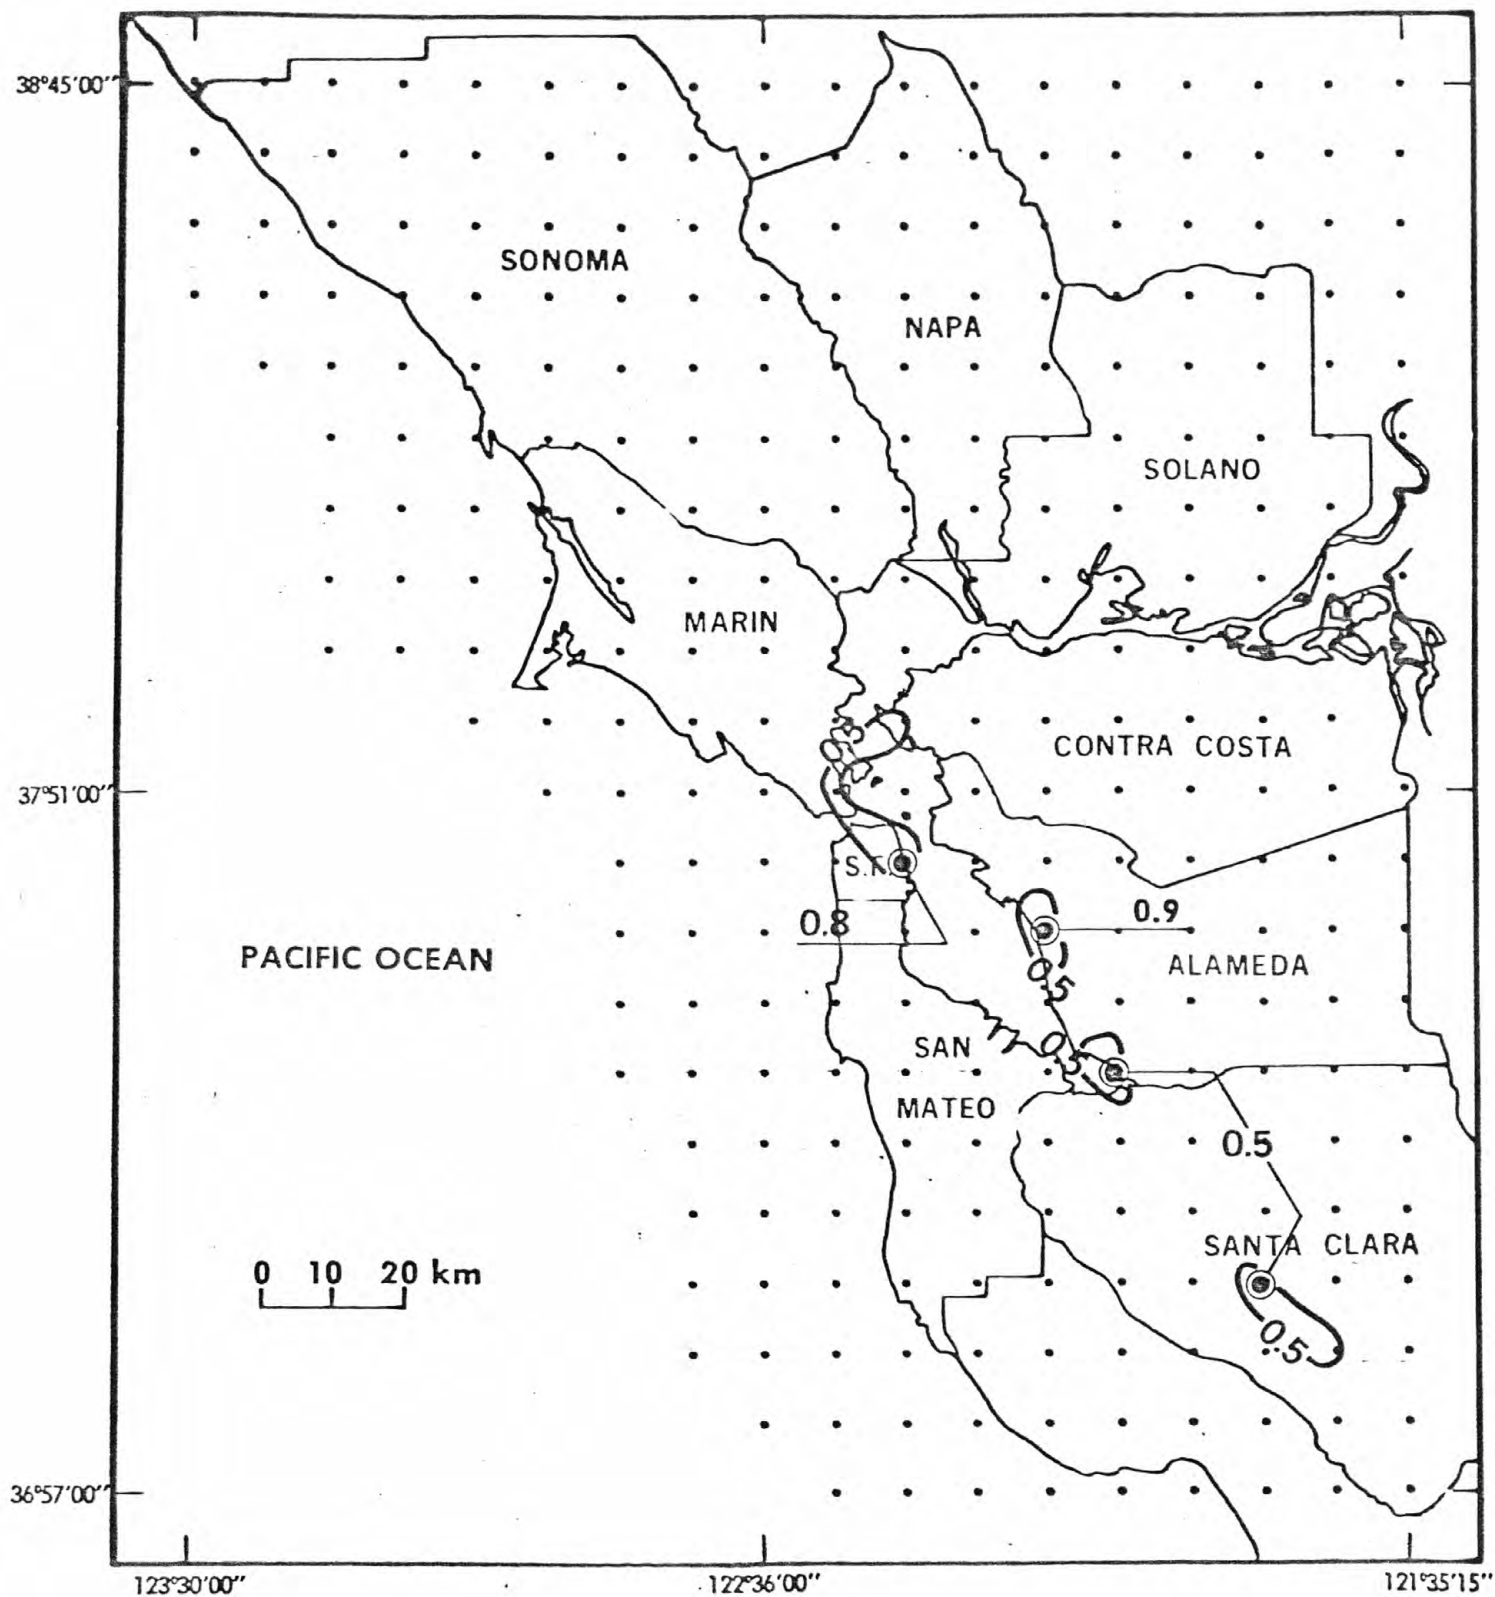 38°45'00"
SONOMA
NAPA
SOLANO
MARIN
0.5
CONTRA COSTA
37°51'00"
S.F.
0.8
0.9
PACIFIC OCEAN
ALAMEDA
0.5
SAN
MATEO
0.5
0.5
SANTA CLARA
0 10 20 km
0.5
36°57'00"
123°30'00"
122°36'00"
121°35'15"